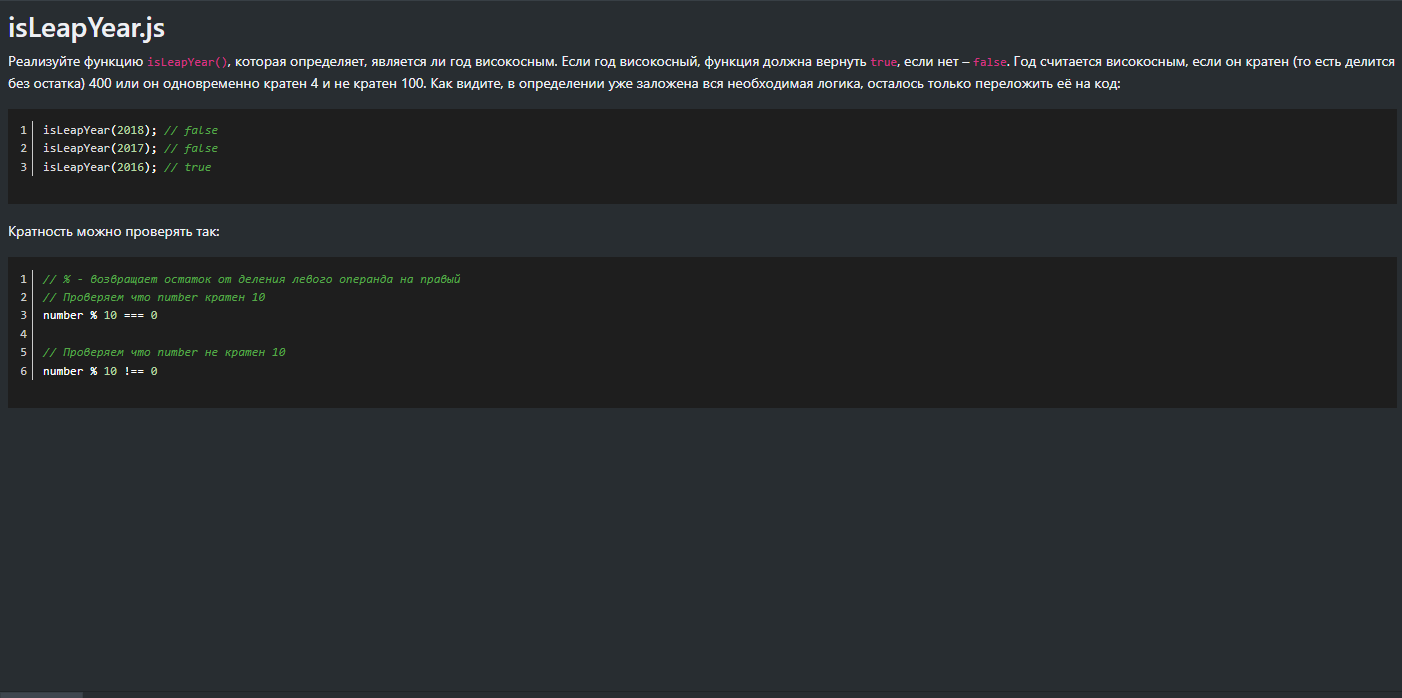 isLeapYear.js
Реализуйте функцию isLeapYear(), которая определяет, является ли год високосным. Если год високосный, функция должна вернуть true, если нет – false. Год считается високосным, если он кратен (то есть делится
без остатка) 400 или он одновременно кратен 4 и не кратен 100. Как видите, в определении уже заложена вся необходимая логика, осталось только переложить её на код:
1 isLeapYear(2018); // false
2 isLeapYear(2017); // false
3 isLeapYear(2016); // true
Кратность можно проверять так:
1 // % - возвращает остаток от деления левого операнда на правый
2 // Проверяем что number кратен 10
3 number % 10 === 0
4
5 // Проверяем что number не кратен 10
6 number % 10 !== 0